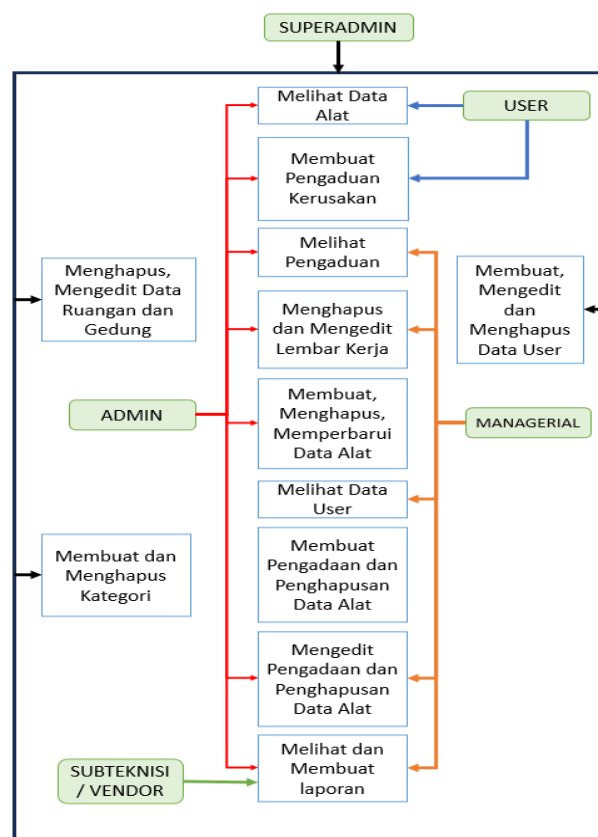 SUPERADMIN
Melihat Data
Alat
USER
Membuat
Pengaduan
Kerusakan
Melihat
Pengaduan
Menghapus,
Mengedit Data
Ruangan dan
Gedung
Membuat,
Mengedit
dan
Menghapus
Data User
Menghapus
dan Mengedit
Lembar Kerja
ADMIN
Membuat,
Menghapus,
Memperbarui
Data Alat
MANAGERIAL
Melihat Data
User
Membuat dan
Menghapus
Kategori
Membuat
Pengadaan dan
Penghapusan
Data Alat
Mengedit
Pengadaan dan
Penghapusan
Data Alat
SUBTEKNISI
/ VENDOR
Melihat dan
Membuat
laporan